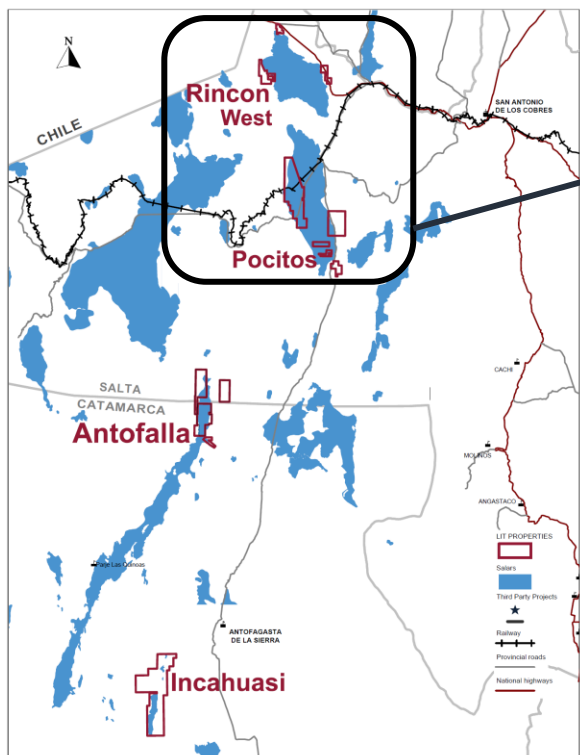 N
CHILE
Rincon
West
SAN ANTONIO
DE LOS COBRES
Pocitos
SALTA
CATAMARCA
CACHI
Antofalla
MOLINOS
ANGASTACO
LIT PROPERTIES
Salars
Third Party Projects
Railway
Provincial roads
National highways
ANTOFAGASTA
DE LA SIERRA
Incahuasi